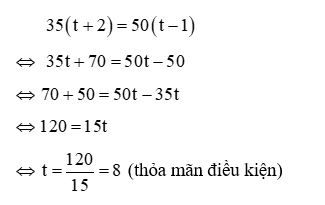 35(t+2)=50(t−1)
⇔ 35t+70=50t−50
⇔ 70+50=50t−35t
⇔ 120=15t
⇔ t=120/15=8 (thỏa mãn điều kiện)